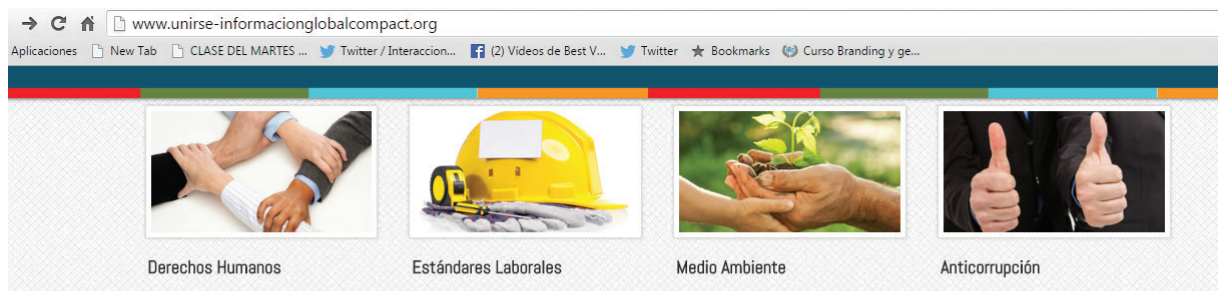 www.unirse-informacionglobalcompact.org
Aplicaciones New Tab CLASE DEL MARTES ... Twitter / Interaccion... (2) Videos de Best V... Twitter Bookmarks Curso Branding y ge...
Derechos Humanos Estándares Laborales Medio Ambiente Anticorrupción